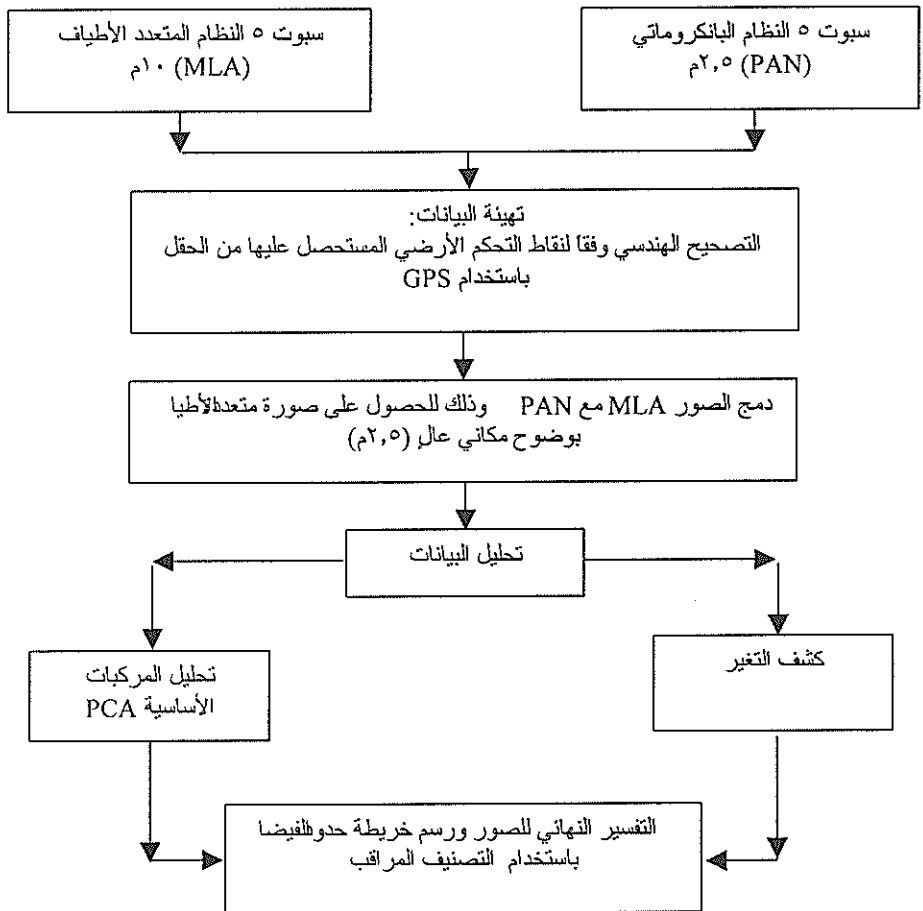 سبوت ٥ النظام البانكروماتي
(PAN) ٢,٥م
سبوت ٥ النظام المتعدد الأطياف
(MLA) ١٠م
تهيئة البيانات:
التصحيح الهندسي وفقاً لنقاط التحكم الأرضي المستحصل عليها من الحقل
باستخدام GPS
دمج الصور MLA مع PAN وذلك للحصول على صورة متعددالأطيا
بوضوح مكاني عالٍ (٢,٥م)
تحليل البيانات
كشف التغير
تحليل المركبات
الأساسية PCA
التفسير النهائي للصور ورسم خريطة حدودالفيضا
باستخدام التصنيف المراقب